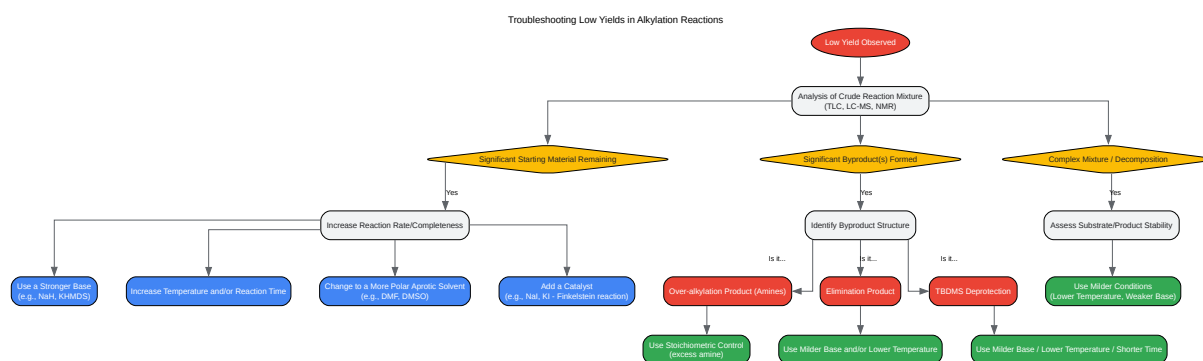 Troubleshooting Low Yields in Alkylation Reactions
Low Yield Observed
Analysis of Crude Reaction Mixture
(TLC, LC-MS, NMR)
Significant Starting Material Remaining
Significant Byproduct(s) Formed
Complex Mixture / Decomposition
Yes
Yes
Yes
Increase Reaction Rate/Completeness
Identify Byproduct Structure
Assess Substrate/Product Stability
Is it...
Is it...
Is it...
Use a Stronger Base
(e.g., NaH, KHMDS)
Increase Temperature and/or Reaction Time
Change to a More Polar Aprotic Solvent
(e.g., DMF, DMSO)
Add a Catalyst
(e.g., NaI, KI - Finkelstein reaction)
Over-alkylation Product (Amines)
Elimination Product
TBDMS Deprotection
Use Milder Conditions
(Lower Temperature, Weaker Base)
Use Stoichiometric Control
(excess amine)
Use Milder Base and/or Lower Temperature
Use Milder Base / Lower Temperature / Shorter Time